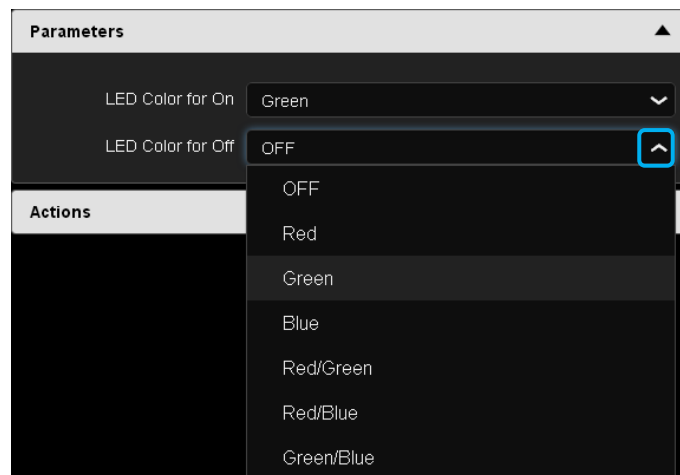 Parameters
LED Color for On Green
LED Color for Off OFF
OFF
Actions
Red
Green
Blue
Red/Green
Red/Blue
Green/Blue